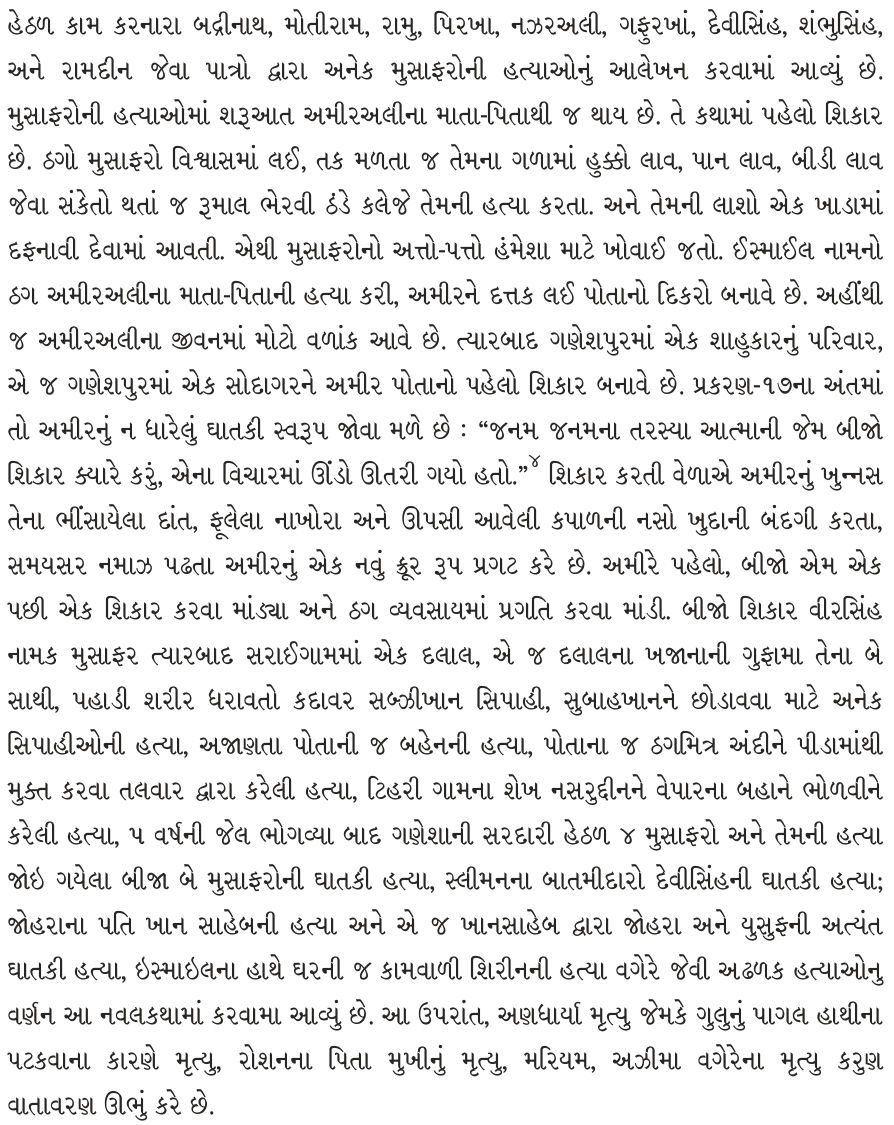 હેઠળ કામ કરનારા બદ્રીનાથ, મોતીરામ, રામુ, પિરખા, નઝરઅલી, ગફુરખાં, દેવીસિંહ, શંભુસિંહ,
અને રામદીન જેવા પાત્રો દ્વારા અનેક મુસાફરોની હત્યાઓનું આલેખન કરવામાં આવ્યું છે.
મુસાફરોની હત્યાઓમાં શરૂઆત અમીરઅલીના માતા-પિતાથી જ થાય છે. તે કથામાં પહેલો શિકાર
છે. ઠગો મુસાફરો વિશ્વાસમાં લઈ, તક મળતા જ તેમના ગળામાં હુક્કો લાવ, પાન લાવ, બીડી લાવ
જેવા સંકેતો થતાં જ રૂમાલ ભેરવી ઠંડે કલેજે તેમની હત્યા કરતા. અને તેમની લાશો એક ખાડામાં
દફનાવી દેવામાં આવતી. એથી મુસાફરોનો અત્તો-પત્તો હંમેશા માટે ખોવાઈ જતો. ઈસ્માઈલ નામનો
ઠગ અમીરઅલીના માતા-પિતાની હત્યા કરી, અમીરને દત્તક લઈ પોતાનો દિકરો બનાવે છે. અહીંથી
જ અમીરઅલીના જીવનમાં મોટો વળાંક આવે છે. ત્યારબાદ ગણેશપુરમાં એક શાહુકારનું પરિવાર,
એ જ ગણેશપુરમાં એક સોદાગરને અમીર પોતાનો પહેલો શિકાર બનાવે છે. પ્રકરણ-૧૭ના અંતમાં
તો અમીરનું ન ધારેલું ઘાતકી સ્વરૂપ જોવા મળે છે : “જનમ જનમના તરસ્યા આત્માની જેમ બીજો
શિકાર ક્યારે કરું, એના વિચારમાં ઊંડો ઊતરી ગયો હતો.”૪ શિકાર કરતી વેળાએ અમીરનું ખુન્નસ
તેના ભીંસાયેલા દાંત, ફૂલેલા નાખોરા અને ઊપસી આવેલી કપાળની નસો ખુદાની બંદગી કરતા,
સમયસર નમાઝ પઢતા અમીરનું એક નવું ક્રૂર રૂપ પ્રગટ કરે છે. અમીરે પહેલો, બીજો એમ એક
પછી એક શિકાર કરવા માંડ્યા અને ઠગ વ્યવસાયમાં પ્રગતિ કરવા માંડી. બીજો શિકાર વીરસિંહ
નામક મુસાફર ત્યારબાદ સરાઈગામમાં એક દલાલ, એ જ દલાલના ખજાનાની ગુફામા તેના બે
સાથી, પહાડી શરીર ધરાવતો કદાવર સબ્ઝીખાન સિપાહી, સુબાહખાનને છોડાવવા માટે અનેક
સિપાહીઓની હત્યા, અજાણતા પોતાની જ બહેનની હત્યા, પોતાના જ ઠગમિત્ર અંદીને પીડામાંથી
મુક્ત કરવા તલવાર દ્વારા કરેલી હત્યા, ટિહરી ગામના શેખ નસરુદ્દીનને વેપારના બહાને ભોળવીને
કરેલી હત્યા, ૫ વર્ષની જેલ ભોગવ્યા બાદ ગણેશાની સરદારી હેઠળ ૪ મુસાફરો અને તેમની હત્યા
જોઇ ગયેલા બીજા બે મુસાફરોની ઘાતકી હત્યા, સ્લીમનના બાતમીદારો દેવીસિંહની ઘાતકી હત્યા;
જોહરાના પતિ ખાન સાહેબની હત્યા અને એ જ ખાનસાહેબ દ્વારા જોહરા અને યુસુફની અત્યંત
ઘાતકી હત્યા, ઇસ્માઇલના હાથે ઘરની જ કામવાળી શિરીનની હત્યા વગેરે જેવી અઢળક હત્યાઓનુ
વર્ણન આ નવલકથામાં કરવામા આવ્યું છે. આ ઉપરાંત, અણધાર્યા મૃત્યુ જેમકે ગુલુનું પાગલ હાથીના
પટકવાના કારણે મૃત્યુ, રોશનના પિતા મુખીનું મૃત્યુ, મરિયમ, અઝીમા વગેરેના મૃત્યુ કરુણ
વાતાવરણ ઊભું કરે છે.